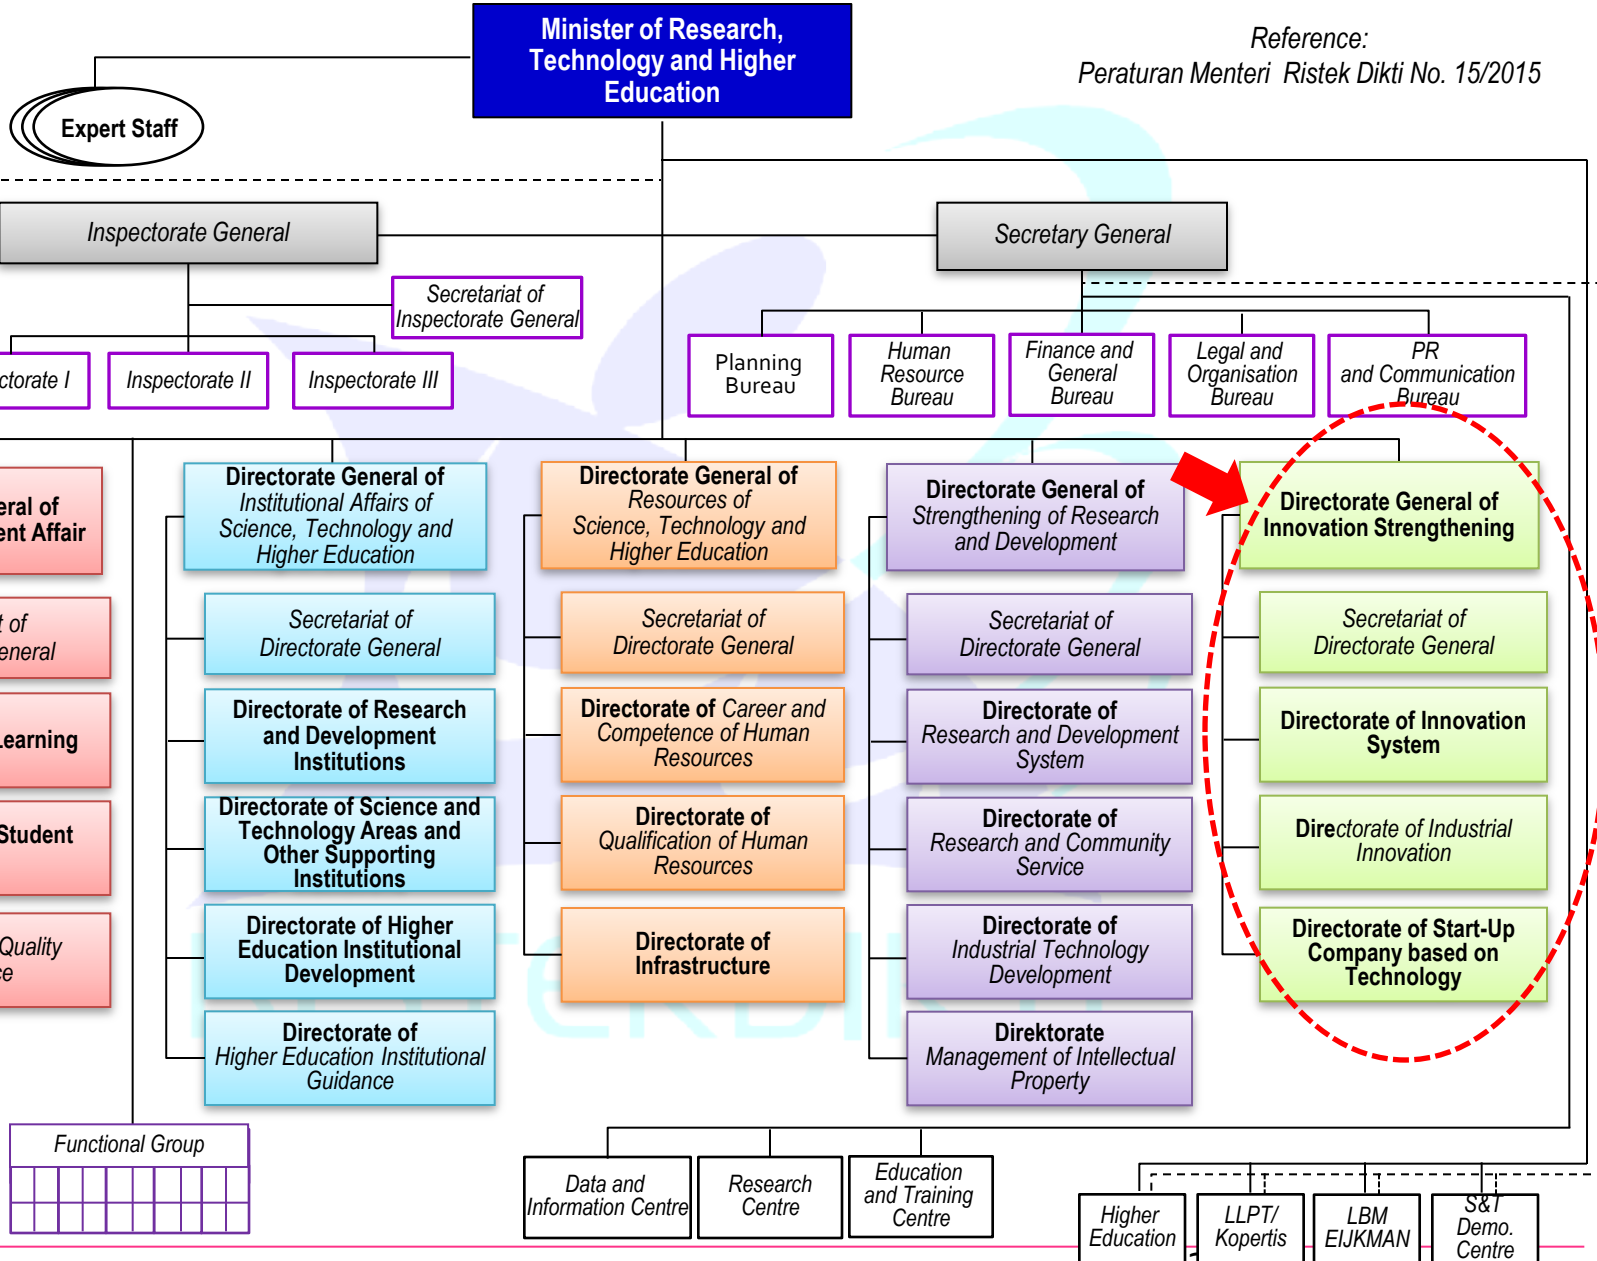 Minister of Research,
Technology and Higher
Education
Reference:
Peraturan Menteri Ristek Dikti No. 15/2015
Expert Staff
Inspectorate General
Secretary General
Secretariat of
Inspectorate General
ctorate I
Inspectorate II
Inspectorate III
Planning
Bureau
Human
Resource
Bureau
Finance and
General
Bureau
Legal and
Organisation
Bureau
PR
and Communication
Bureau
eral of
ent Affair
t of
eneral
Learning
Student
Quality
ce
Directorate General of
Institutional Affairs of
Science, Technology and
Higher Education
Secretariat of
Directorate General
Directorate of Research
and Development
Institutions
Directorate of Science and
Technology Areas and
Other Supporting
Institutions
Directorate of Higher
Education Institutional
Development
Directorate of
Higher Education Institutional
Guidance
Directorate General of
Resources of
Science, Technology and
Higher Education
Secretariat of
Directorate General
Directorate of Career and
Competence of Human
Resources
Directorate of
Qualification of Human
Resources
Directorate of
Infrastructure
Directorate General of
Strengthening of Research
and Development
Secretariat of
Directorate General
Directorate of
Research and Development
System
Directorate of
Research and Community
Service
Directorate of
Industrial Technology
Development
Direktorate
Management of Intellectual
Property
Directorate General of
Innovation Strengthening
Secretariat of
Directorate General
Directorate of Innovation
System
Directorate of Industrial
Innovation
Directorate of Start-Up
Company based on
Technology
Functional Group
Data and
Information Centre
Research
Centre
Education
and Training
Centre
Higher
Education
LLPT/
Kopertis
LBM
EIJKMAN
S&T
Demo.
Centre